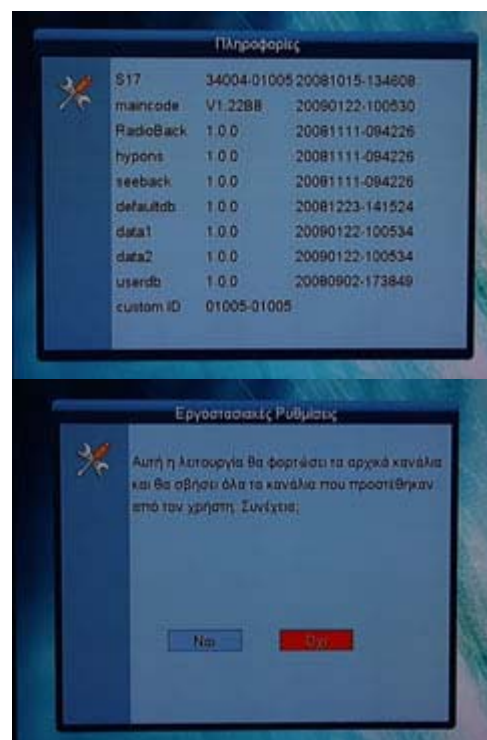 Πληροφορίες
S17 34004-01005 20081015-134608
maincode V1.22BB 20090122-100530
RadioBack 1.0.0 20081111-094226
hypons 1.0.0 20081111-094226
seeback 1.0.0 20081111-094226
defaultdb 1.0.0 20081223-141524
data1 1.0.0 20090122-100534
data2 1.0.0 20090122-100534
userdb 1.0.0 20080902-173849
custom ID 01005-01005
Εργοστασιακές Ρυθμίσεις
Αυτή η λειτουργία θα φορτώσει τα αρχικά κανάλια
και θα σβήσει όλα τα κανάλια που προστέθηκαν
από τον χρήστη. Συνέχεια;
Ναι Όχι